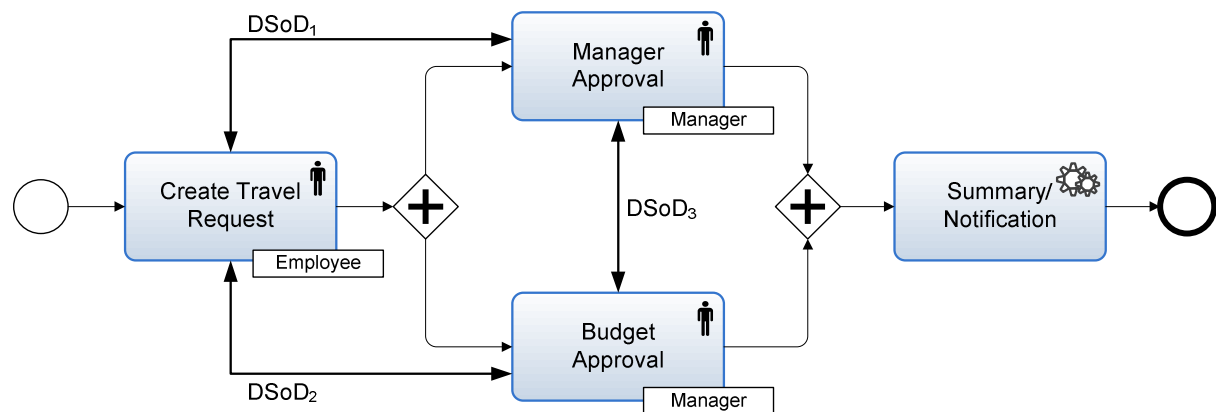 DSoD₁
Manager
Approval
Manager
Create Travel
Request
Employee
DSoD₃
Summary/
Notification
Budget
Approval
Manager
DSoD₂